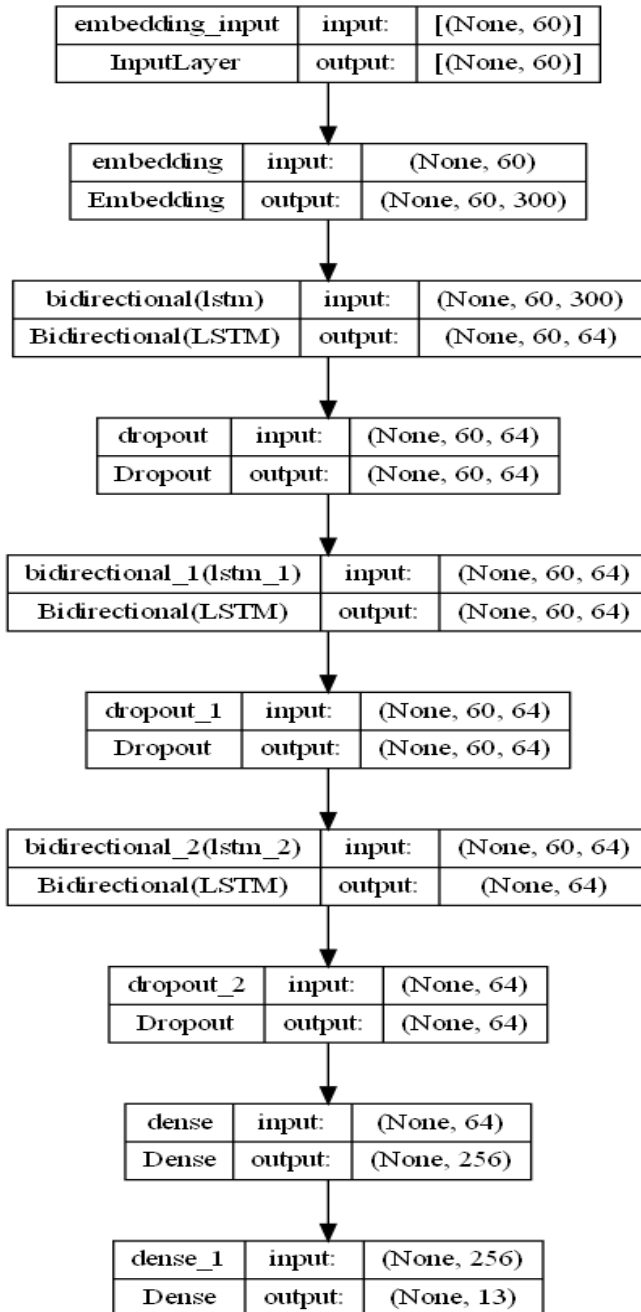 embedding_input input: [(None, 60)]
InputLayer output: [(None, 60)]
embedding input: (None, 60)
Embedding output: (None, 60, 300)
bidirectional(lstm) input: (None, 60, 300)
Bidirectional(LSTM) output: (None, 60, 64)
dropout input: (None, 60, 64)
Dropout output: (None, 60, 64)
bidirectional_1(lstm_1) input: (None, 60, 64)
Bidirectional(LSTM) output: (None, 60, 64)
dropout_1 input: (None, 60, 64)
Dropout output: (None, 60, 64)
bidirectional_2(lstm_2) input: (None, 60, 64)
Bidirectional(LSTM) output: (None, 64)
dropout_2 input: (None, 64)
Dropout output: (None, 64)
dense input: (None, 64)
Dense output: (None, 256)
dense_1 input: (None, 256)
Dense output: (None, 13)